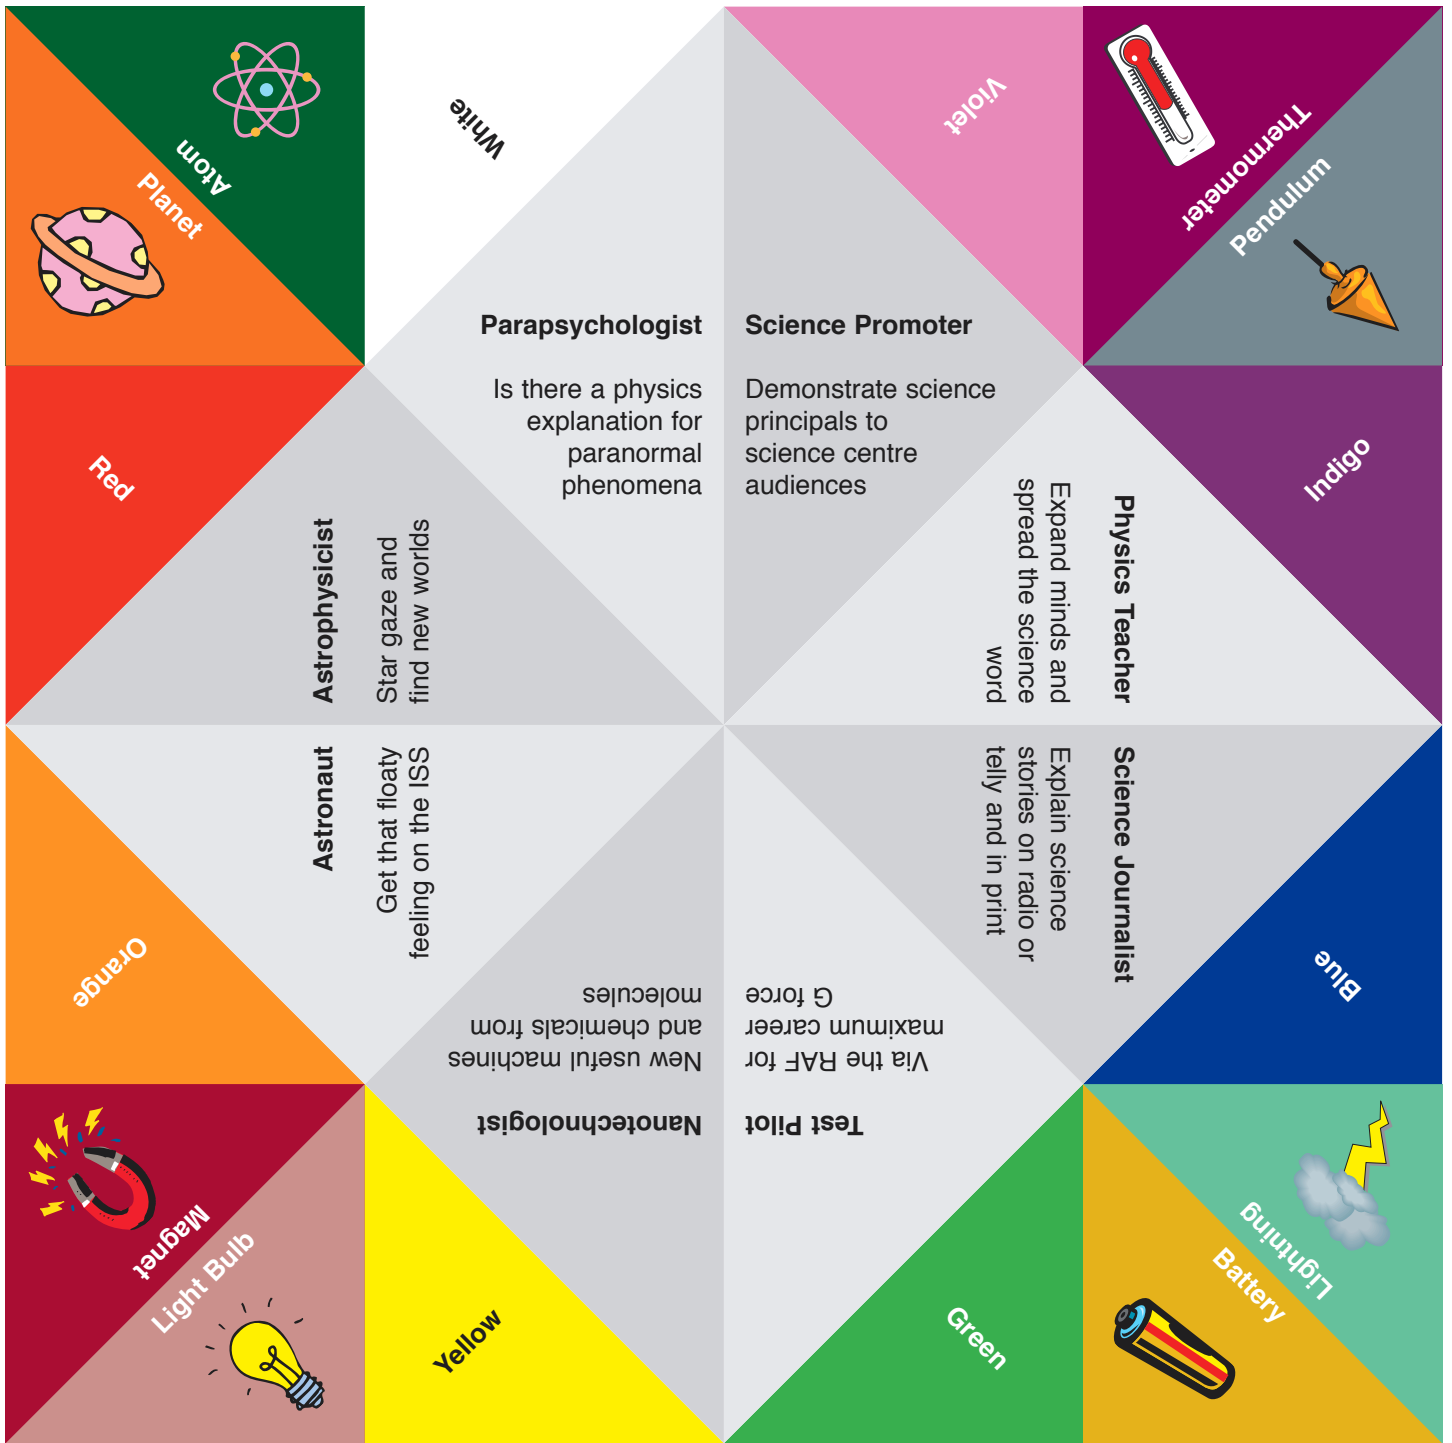 Atom
Planet
White
Violet
Thermometer
Pendulum
Red
Parapsychologist
Is there a physics
explanation for
paranormal
phenomena
Science Promoter
Demonstrate science
principals to
science centre
audiences
Indigo
Astrophysicist
Star gaze and
find new worlds
Physics Teacher
Expand minds and
spread the science
word
Astronaut
Get that floaty
feeling on the ISS
Science Journalist
Explain science
stories on radio or
telly and in print
Orange
Nanotechnologist
New useful machines
and chemicals from
molecules
Test Pilot
Via the RAF for
maximum career
G force
Blue
Magnet
Light Bulb
Yellow
Green
Battery
Lightning